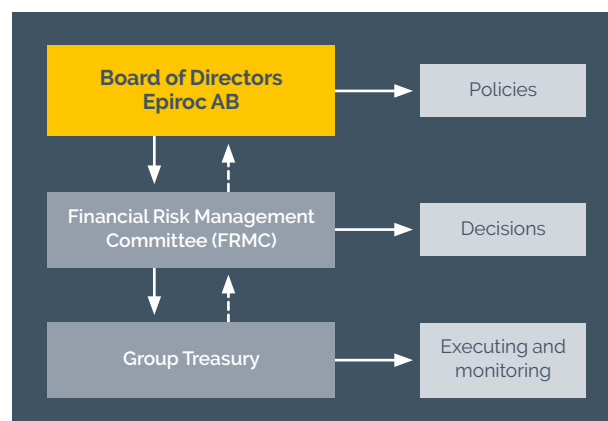 Board of Directors
Epiroc AB
Policies
Financial Risk Management
Committee (FRMC)
Decisions
Group Treasury
Executing and
monitoring